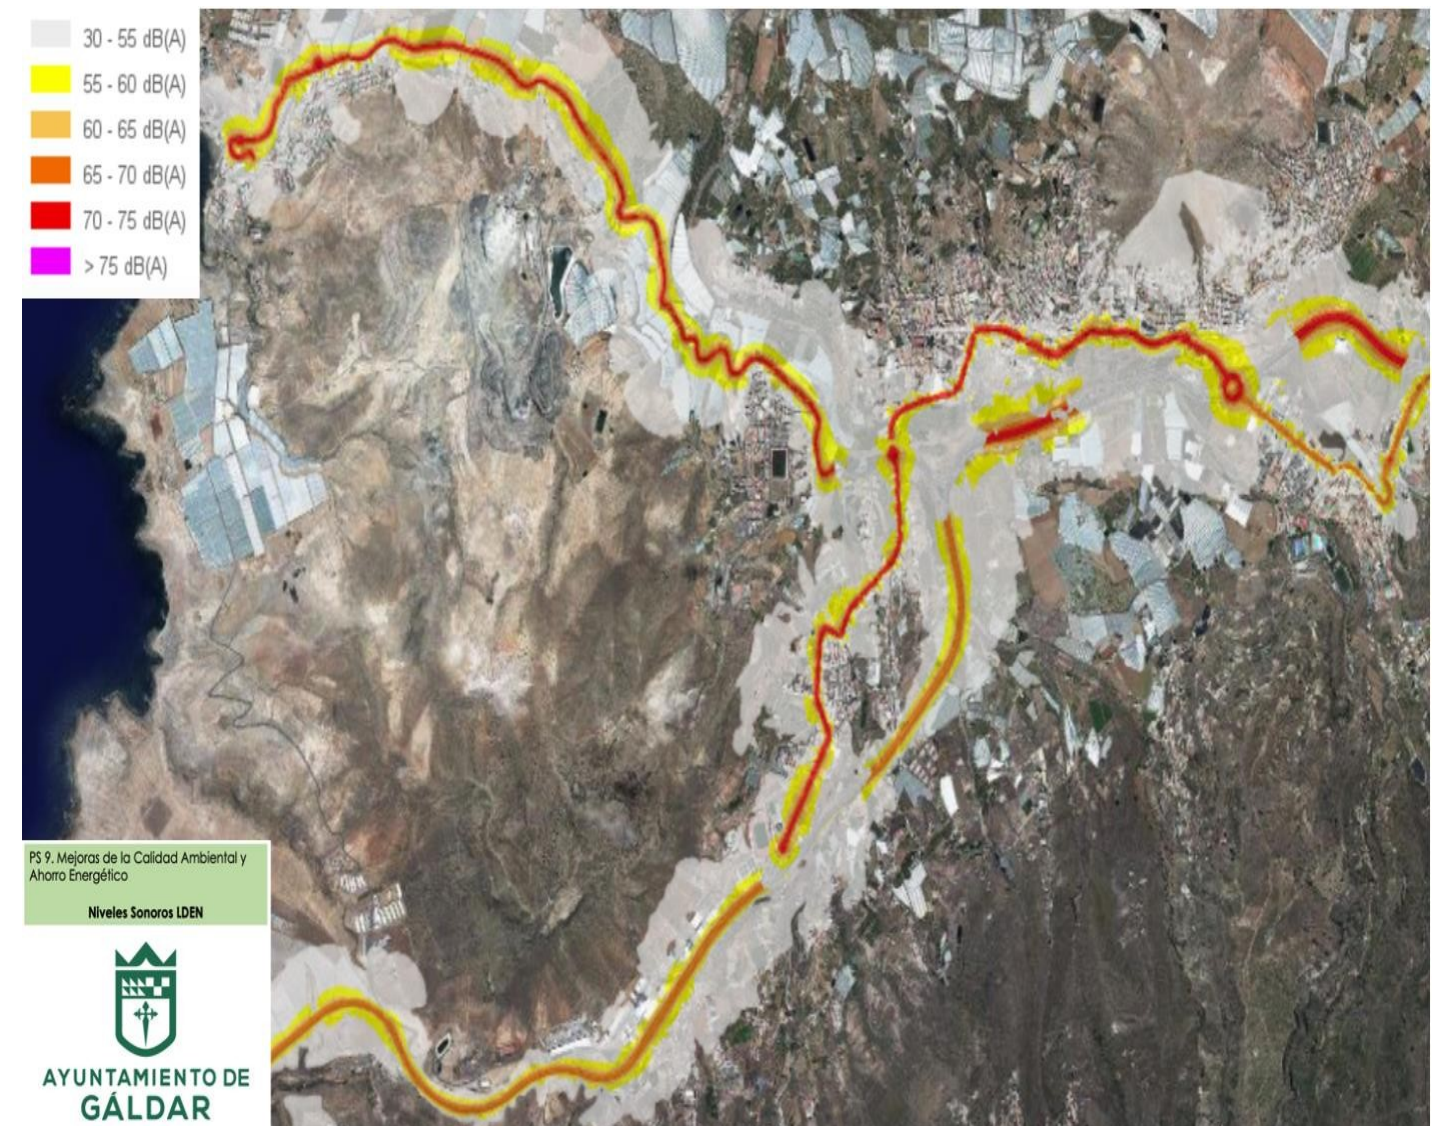 30 - 55 dB(A)
55 - 60 dB(A)
60 - 65 dB(A)
65 - 70 dB(A)
70 - 75 dB(A)
> 75 dB(A)
PS 9. Mejoras de la Calidad Ambiental y
Ahorro Energético
Niveles Sonoros LDEN
AYUNTAMIENTO DE
GÁLDAR